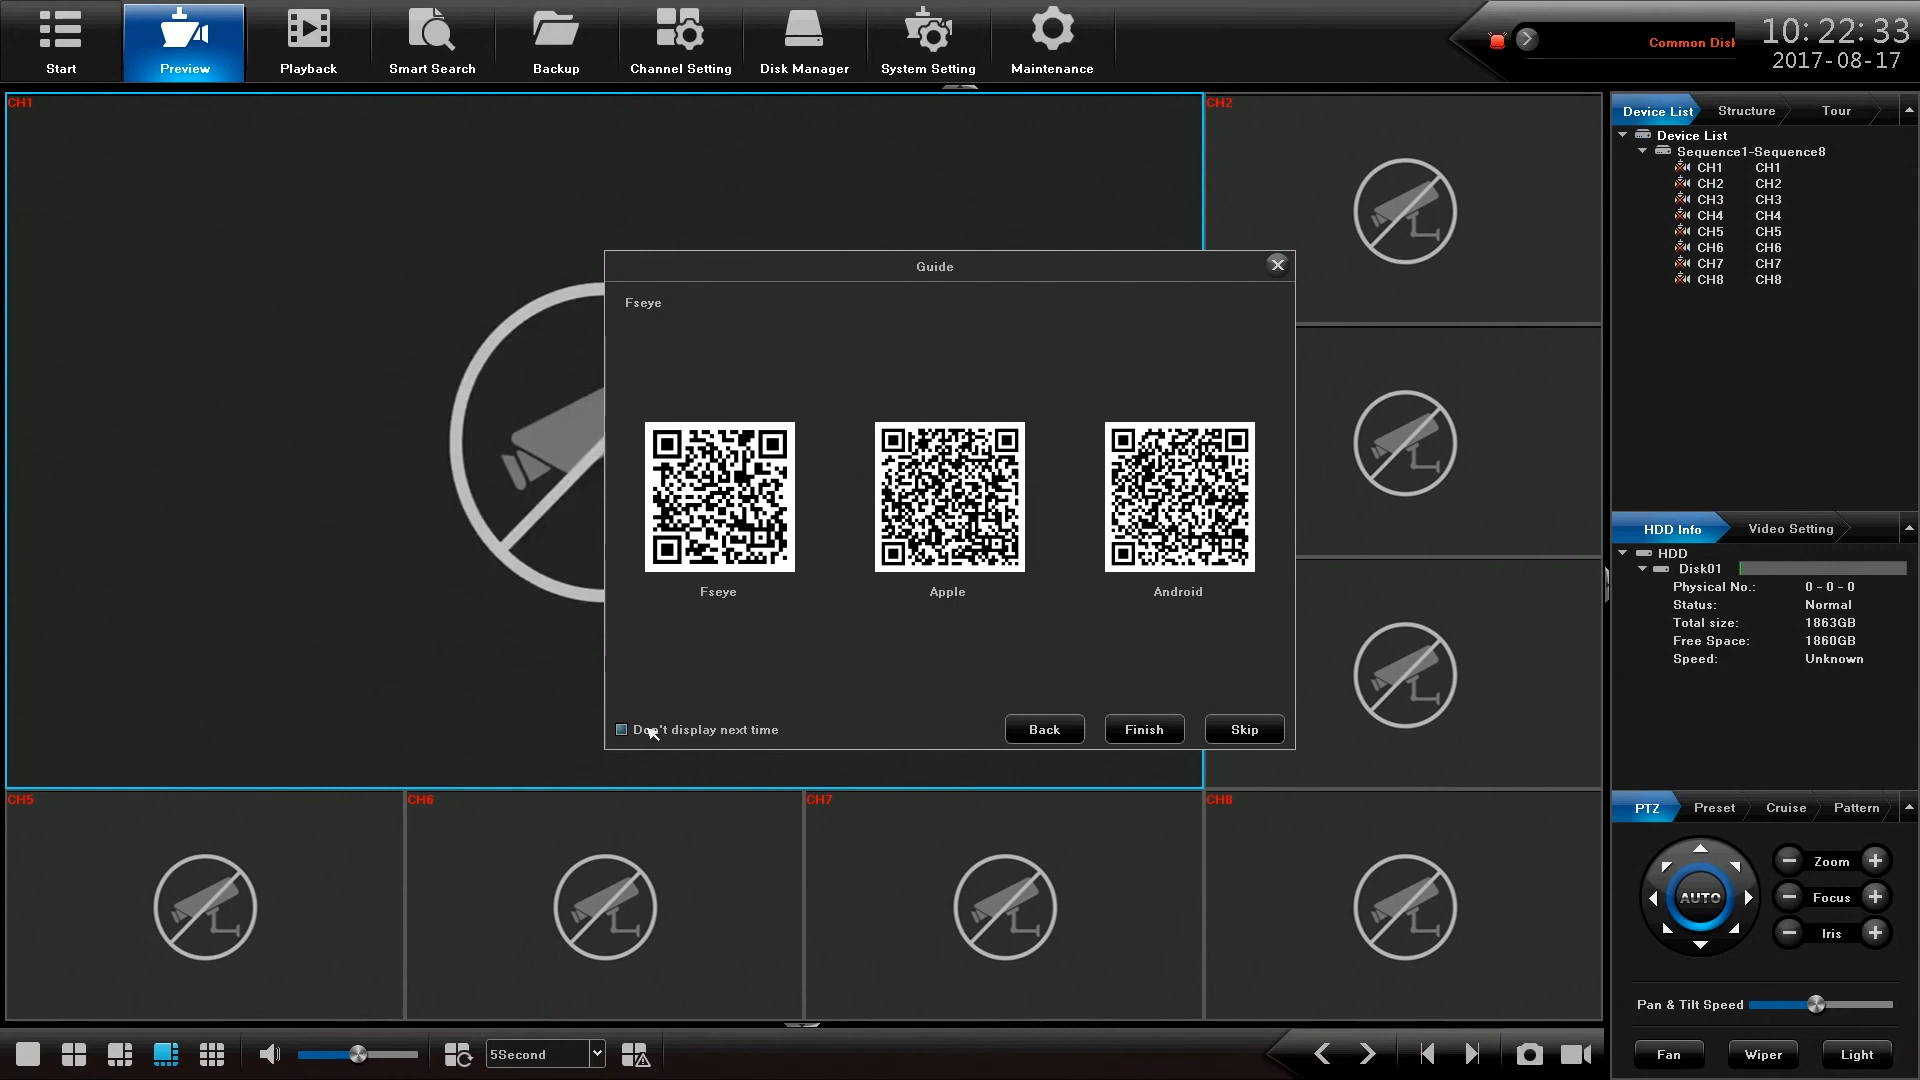 Start
Preview
Playback
Smart Search
Backup
Channel Setting
Disk Manager
System Setting
Maintenance
Common Disk
10:22:33
2017-08-17
CH1
CH2
Device List
Structure
Tour
Device List
Sequence1-Sequence8
CH1 CH1
CH2 CH2
CH3 CH3
CH4 CH4
CH5 CH5
CH6 CH6
CH7 CH7
CH8 CH8
Guide
Fseye
Fseye
Apple
Android
Don't display next time
Back
Finish
Skip
HDD Info
Video Setting
HDD
Disk01
Physical No.: 0 - 0 - 0
Status: Normal
Total size: 1863GB
Free Space: 1860GB
Speed: Unknown
CH5
CH6
CH7
CH8
PTZ
Preset
Cruise
Pattern
AUTO
Zoom
Focus
Iris
Pan & Tilt Speed
Fan
Wiper
Light
5Second